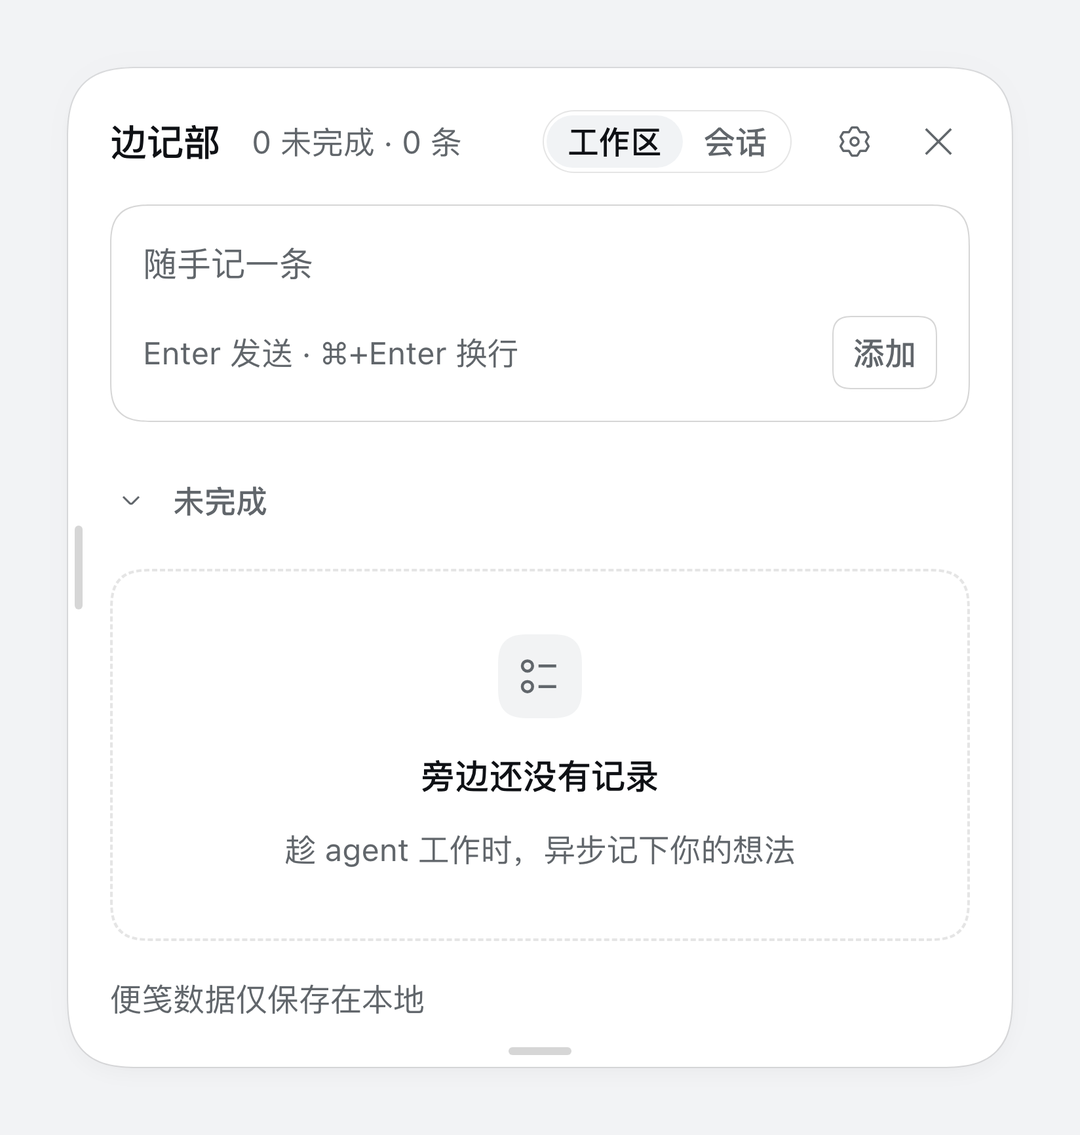 边记部 0 未完成 · 0 条 工作区 会话
随手记一条
Enter 发送 · ⌘+Enter 换行 添加
未完成
旁边还没有记录
趁 agent 工作时，异步记下你的想法
便笺数据仅保存在本地